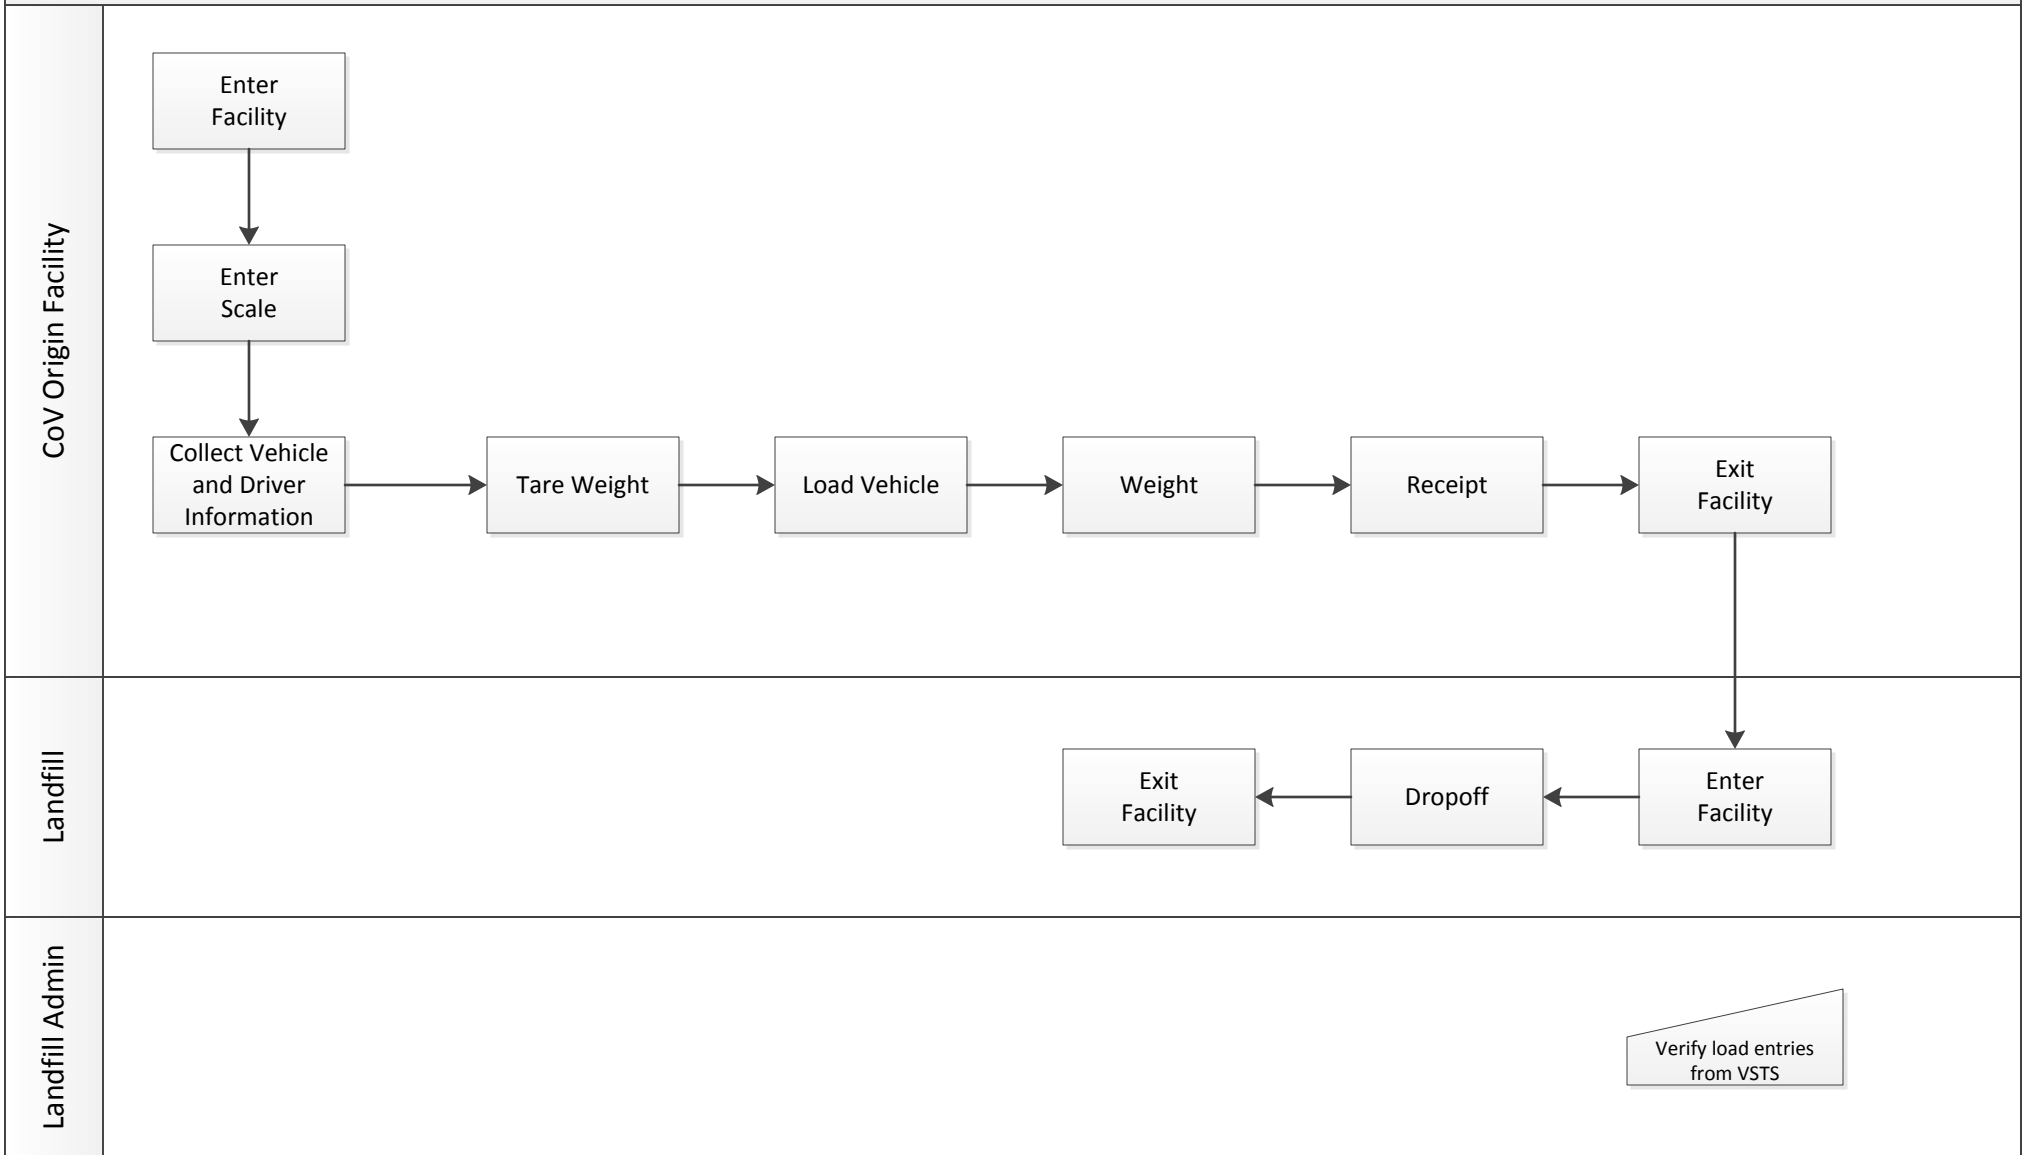 CoV Origin Facility
Enter
Facility
Enter
Scale
Collect Vehicle
and Driver
Information
Tare Weight
Load Vehicle
Weight
Receipt
Exit
Facility
Landfill
Exit
Facility
Dropoff
Enter
Facility
Landfill Admin
Verify load entries
from VSTS